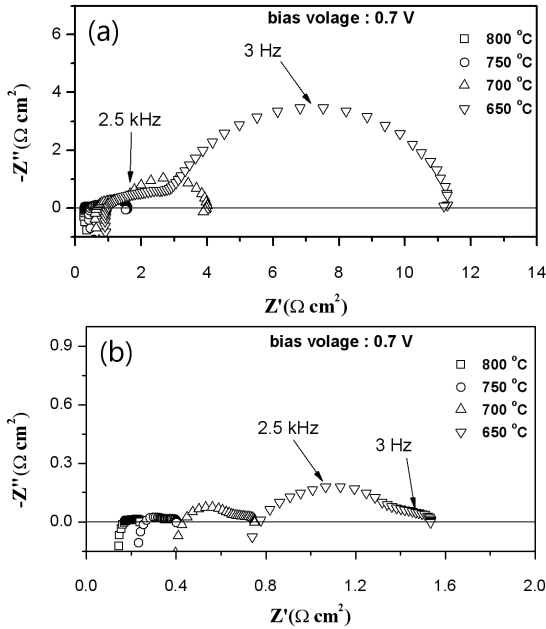 (a)
bias volage : 0.7 V
800 °C
750 °C
700 °C
650 °C
3 Hz
2.5 kHz
6
4
2
0
-Z"(Ω cm²)
0 2 4 6 8 10 12 14
Z'(Ω cm²)
(b)
bias volage : 0.7 V
800 °C
750 °C
700 °C
650 °C
2.5 kHz
3 Hz
0.9
0.6
0.3
0.0
-Z"(Ω cm²)
0.0 0.4 0.8 1.2 1.6 2.0
Z'(Ω cm²)